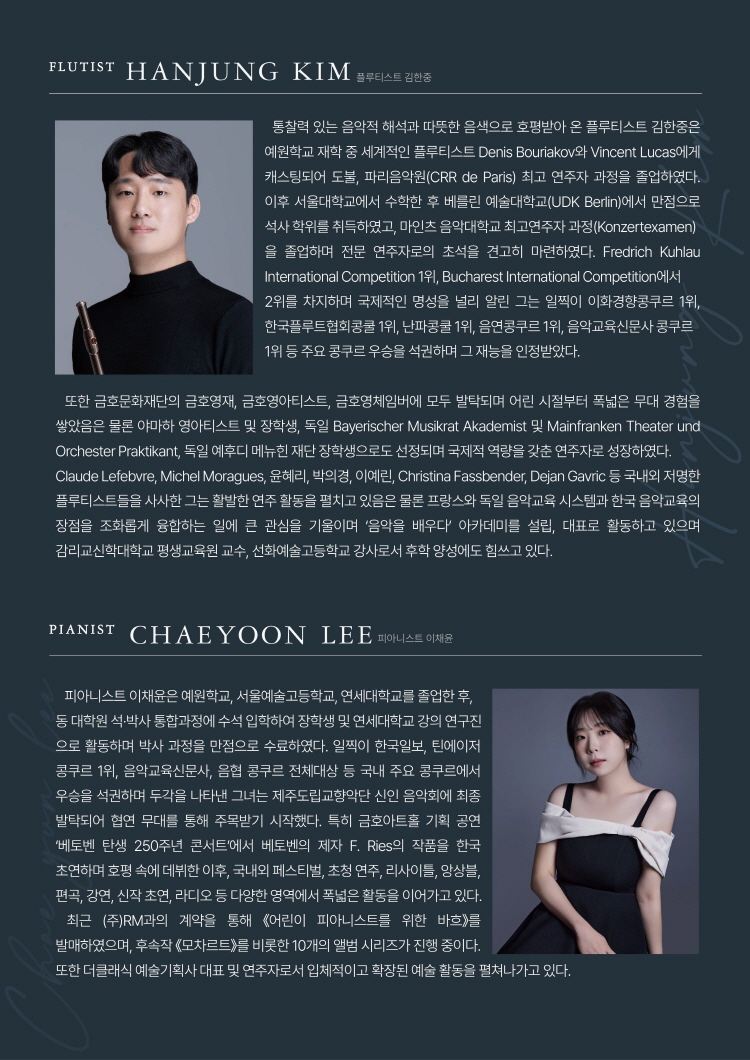 FLUTIST HANJUNG KIM 플루티스트 김한중
통찰력 있는 음악적 해석과 따뜻한 음색으로 호평받아 온 플루티스트 김한중은
예원학교 재학 중 세계적인 플루티스트 Denis Bouriakov와 Vincent Lucas에게
캐스팅되어 도불, 파리음악원(CRR de Paris) 최고 연주자 과정을 졸업하였다.
이후 서울대학교에서 수학한 후 베를린 예술대학교(UDK Berlin)에서 만점으로
석사 학위를 취득하였고, 마인츠 음악대학교 최고연주자 과정(Konzertexamen)
을 졸업하며 전문 연주자로의 초석을 견고히 마련하였다. Fredrich Kuhlau
International Competition 1위, Bucharest International Competition에서
2위를 차지하며 국제적인 명성을 널리 알린 그는 일찍이 이화경향콩쿠르 1위,
한국플루트협회콩쿨 1위, 난파콩쿨 1위, 음연콩쿠르 1위, 음악교육신문사 콩쿠르
1위 등 주요 콩쿠르 우승을 석권하며 그 재능을 인정받았다.
또한 금호문화재단의 금호영재, 금호영아티스트, 금호영체임버에 모두 발탁되며 어린 시절부터 폭넓은 무대 경험을
쌓았음은 물론 야마하 영아티스트 및 장학생, 독일 Bayerischer Musikrat Akademist 및 Mainfranken Theater und
Orchester Praktikant, 독일 예후디 메뉴힌 재단 장학생으로도 선정되며 국제적 역량을 갖춘 연주자로 성장하였다.
Claude Lefebvre, Michel Moragues, 윤혜리, 박의경, 이예린, Christina Fassbender, Dejan Gavric 등 국내외 저명한
플루티스트들을 사사한 그는 활발한 연주 활동을 펼치고 있음은 물론 프랑스와 독일 음악교육 시스템과 한국 음악교육의
장점을 조화롭게 융합하는 일에 큰 관심을 기울이며 ‘음악을 배우다’ 아카데미를 설립, 대표로 활동하고 있으며
감리교신학대학교 평생교육원 교수, 선화예술고등학교 강사로서 후학 양성에도 힘쓰고 있다.
Hanjung Kim
PIANIST CHAEYOON LEE 피아니스트 이채윤
피아니스트 이채윤은 예원학교, 서울예술고등학교, 연세대학교를 졸업한 후,
동 대학원 석·박사 통합과정에 수석 입학하여 장학생 및 연세대학교 강의 연구진
으로 활동하며 박사 과정을 만점으로 수료하였다. 일찍이 한국일보, 틴에이저
콩쿠르 1위, 음악교육신문사, 음협 콩쿠르 전체대상 등 국내 주요 콩쿠르에서
우승을 석권하며 두각을 나타낸 그녀는 제주도립교향악단 신인 음악회에 최종
발탁되어 협연 무대를 통해 주목받기 시작했다. 특히 금호아트홀 기획 공연
‘베토벤 탄생 250주년 콘서트’에서 베토벤의 제자 F. Ries의 작품을 한국
초연하며 호평 속에 데뷔한 이후, 국내외 페스티벌, 초청 연주, 리사이틀, 앙상블,
편곡, 강연, 신작 초연, 라디오 등 다양한 영역에서 폭넓은 활동을 이어가고 있다.
최근 (주)RM과의 계약을 통해 《어린이 피아니스트를 위한 바흐》를
발매하였으며, 후속작 《모차르트》를 비롯한 10개의 앨범 시리즈가 진행 중이다.
또한 더클래식 예술기획사 대표 및 연주자로서 입체적이고 확장된 예술 활동을 펼쳐나가고 있다.
Chaeyoon Lee